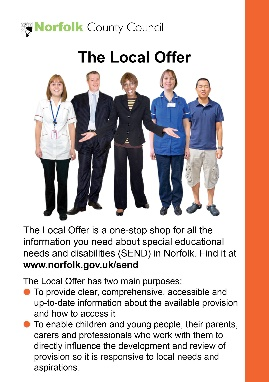 Norfolk County Council
The Local Offer
The Local Offer is a one-stop shop for all the
information you need about special educational
needs and disabilities (SEND) in Norfolk. Find it at
www.norfolk.gov.uk/send
The Local Offer has two main purposes:
To provide clear, comprehensive, accessible and
up-to-date information about the available provision
and how to access it
To enable children and young people, their parents,
carers and professionals who work with them to
directly influence the development and review of
provision so it is responsive to local needs and
aspirations.